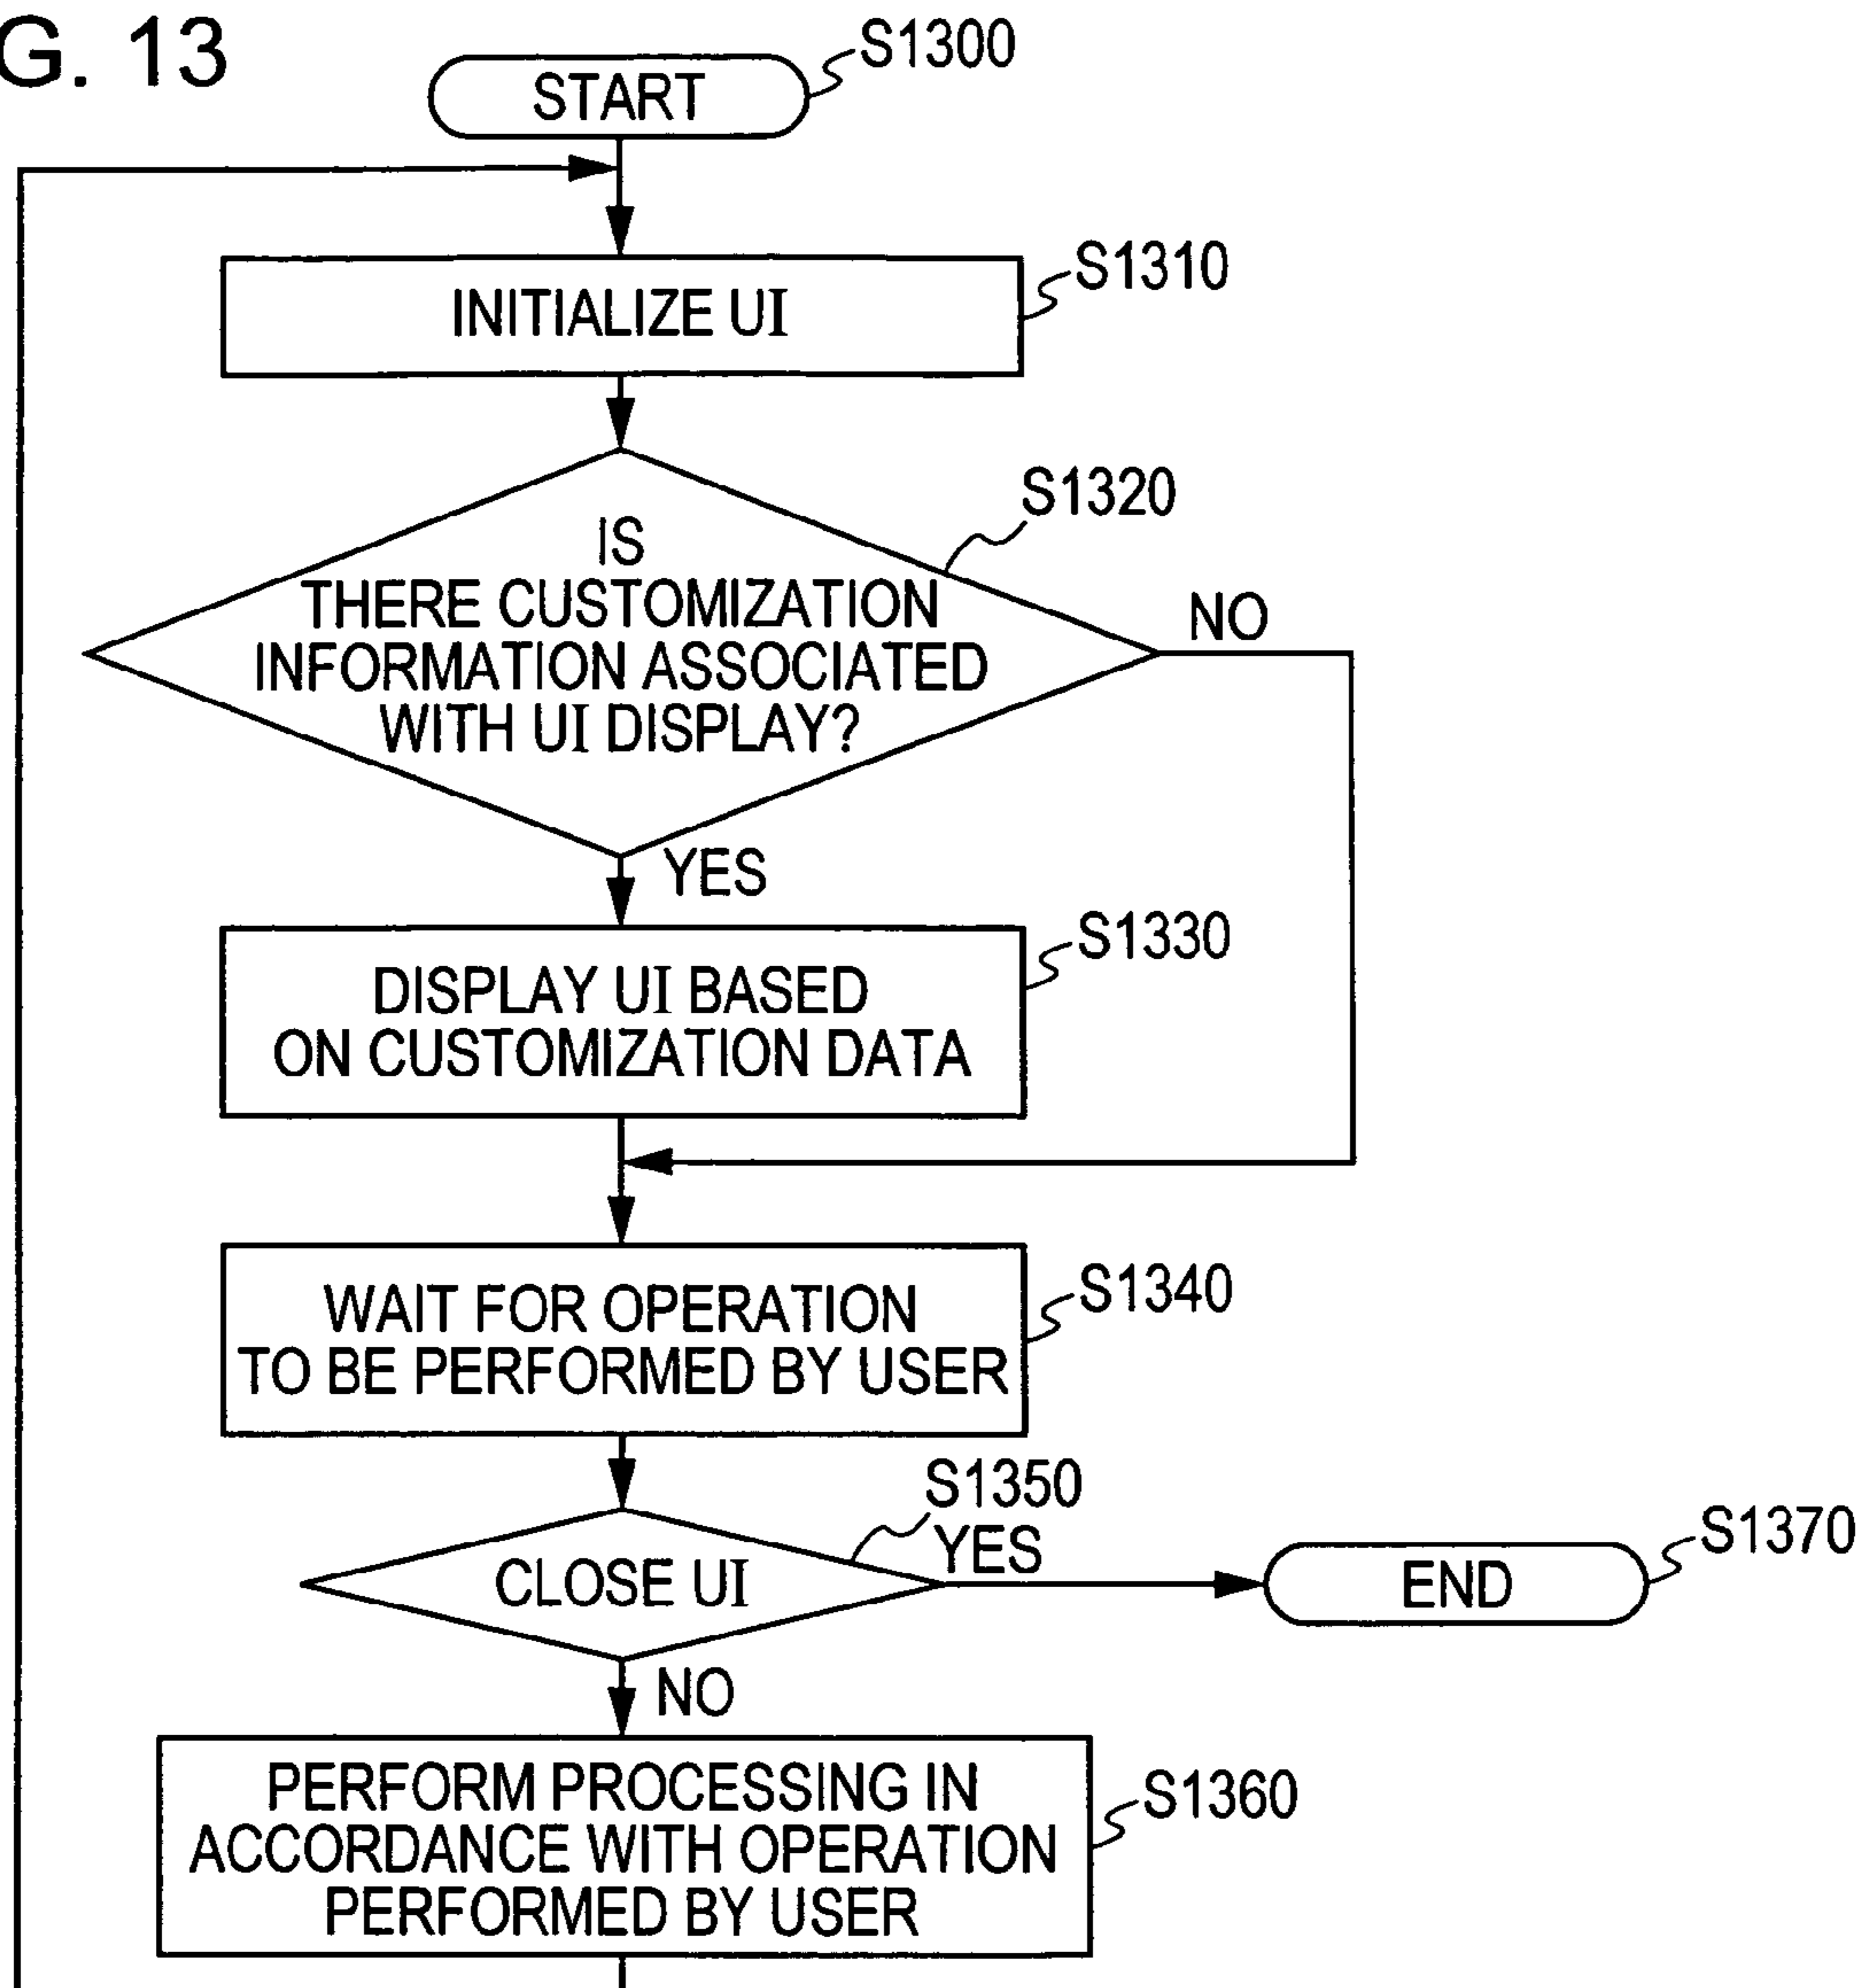 G. 13
START
S1300
INITIALIZE UI
S1310
IS
THERE CUSTOMIZATION
INFORMATION ASSOCIATED
WITH UI DISPLAY?
S1320
NO
YES
DISPLAY UI BASED
ON CUSTOMIZATION DATA
S1330
WAIT FOR OPERATION
TO BE PERFORMED BY USER
S1340
CLOSE UI
S1350
YES
END
S1370
NO
PERFORM PROCESSING IN
ACCORDANCE WITH OPERATION
PERFORMED BY USER
S1360